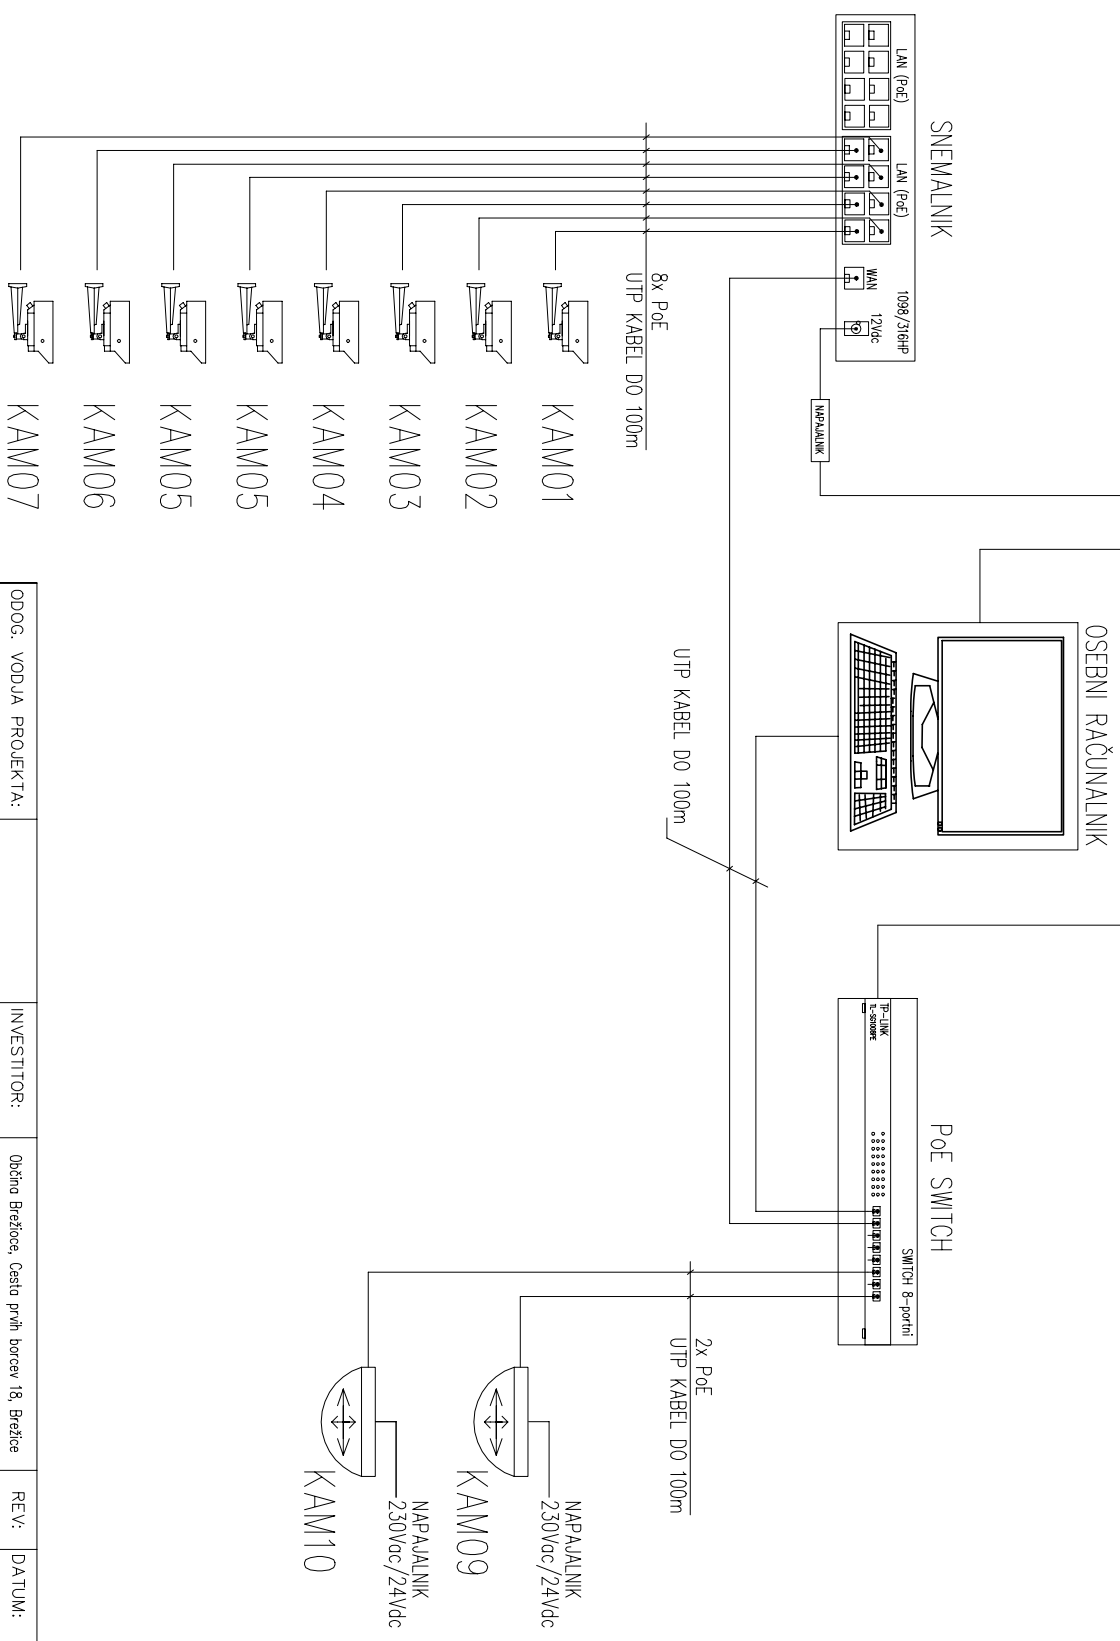 SNEMALNIK
LAN (PoE)
LAN (PoE)
WAN
1098/316HP
12Vdc
NAPAJALNIK
8x PoE
UTP KABEL DO 100m
KAM07
KAM06
KAM05
KAM05
KAM04
KAM03
KAM02
KAM01
OSEBNI RAČUNALNIK
UTP KABEL DO 100m
PoE SWITCH
TP-LINK
TL-SG1008PE
SWITCH 8-portni
2x PoE
UTP KABEL DO 100m
NAPAJALNIK
230Vac/24Vdc
KAM09
NAPAJALNIK
230Vac/24Vdc
KAM10
ODOG. VODJA PROJEKTA:
INVESTITOR:
Občina Brežioce, Cesta prvih borcev 18, Brežice
REV:
DATUM: